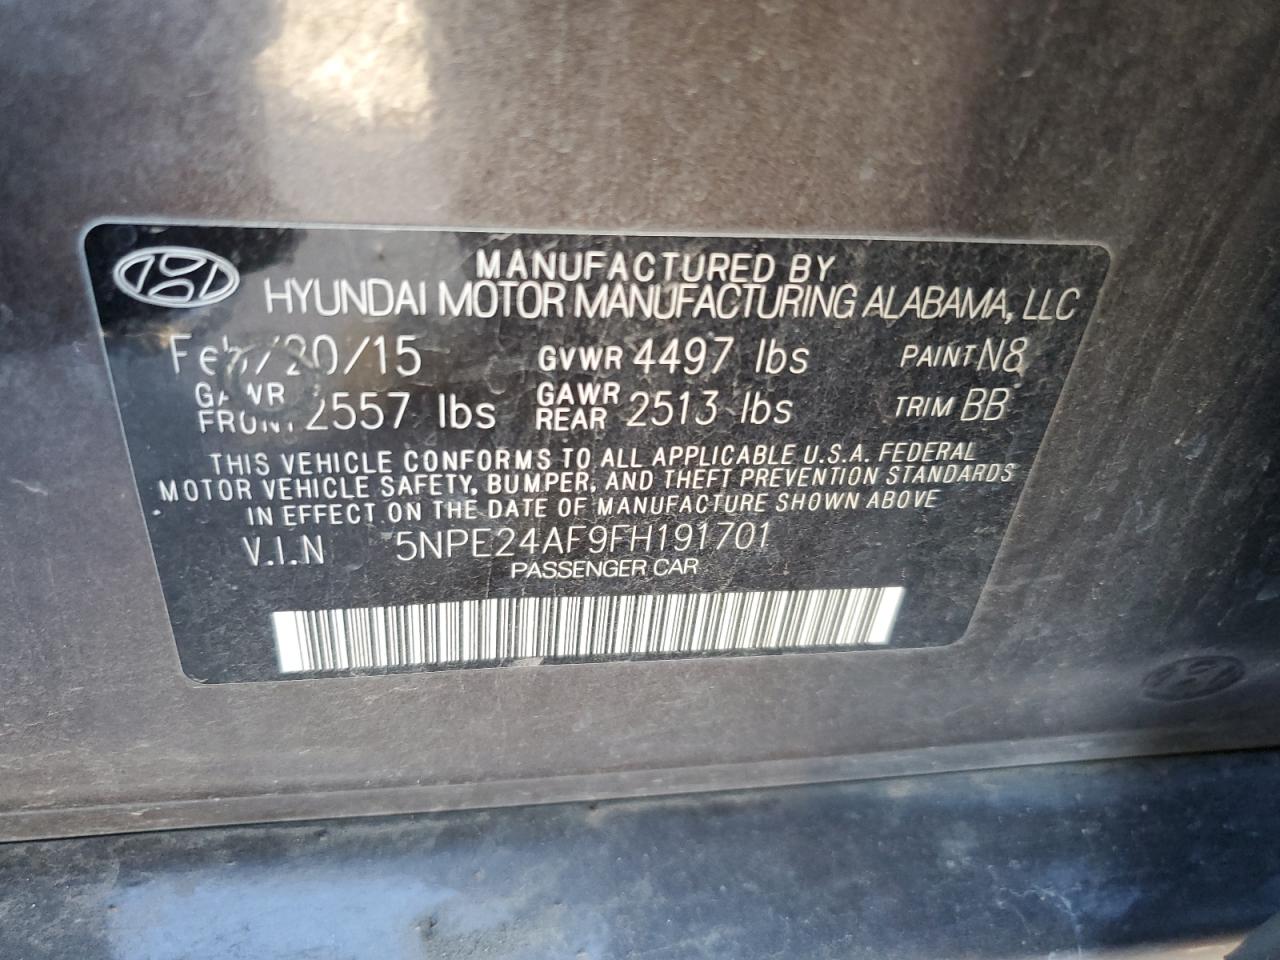 MANUFACTURED BY
HYUNDAI MOTOR MANUFACTURING ALABAMA, LLC
Feb/20/15 GVWR 4497 lbs PAINT N8
GAWR FRONT 2557 lbs GAWR REAR 2513 lbs TRIM BB
THIS VEHICLE CONFORMS TO ALL APPLICABLE U.S.A. FEDERAL
MOTOR VEHICLE SAFETY, BUMPER, AND THEFT PREVENTION STANDARDS
IN EFFECT ON THE DATE OF MANUFACTURE SHOWN ABOVE
V.I.N 5NPE24AF9FH191701
PASSENGER CAR